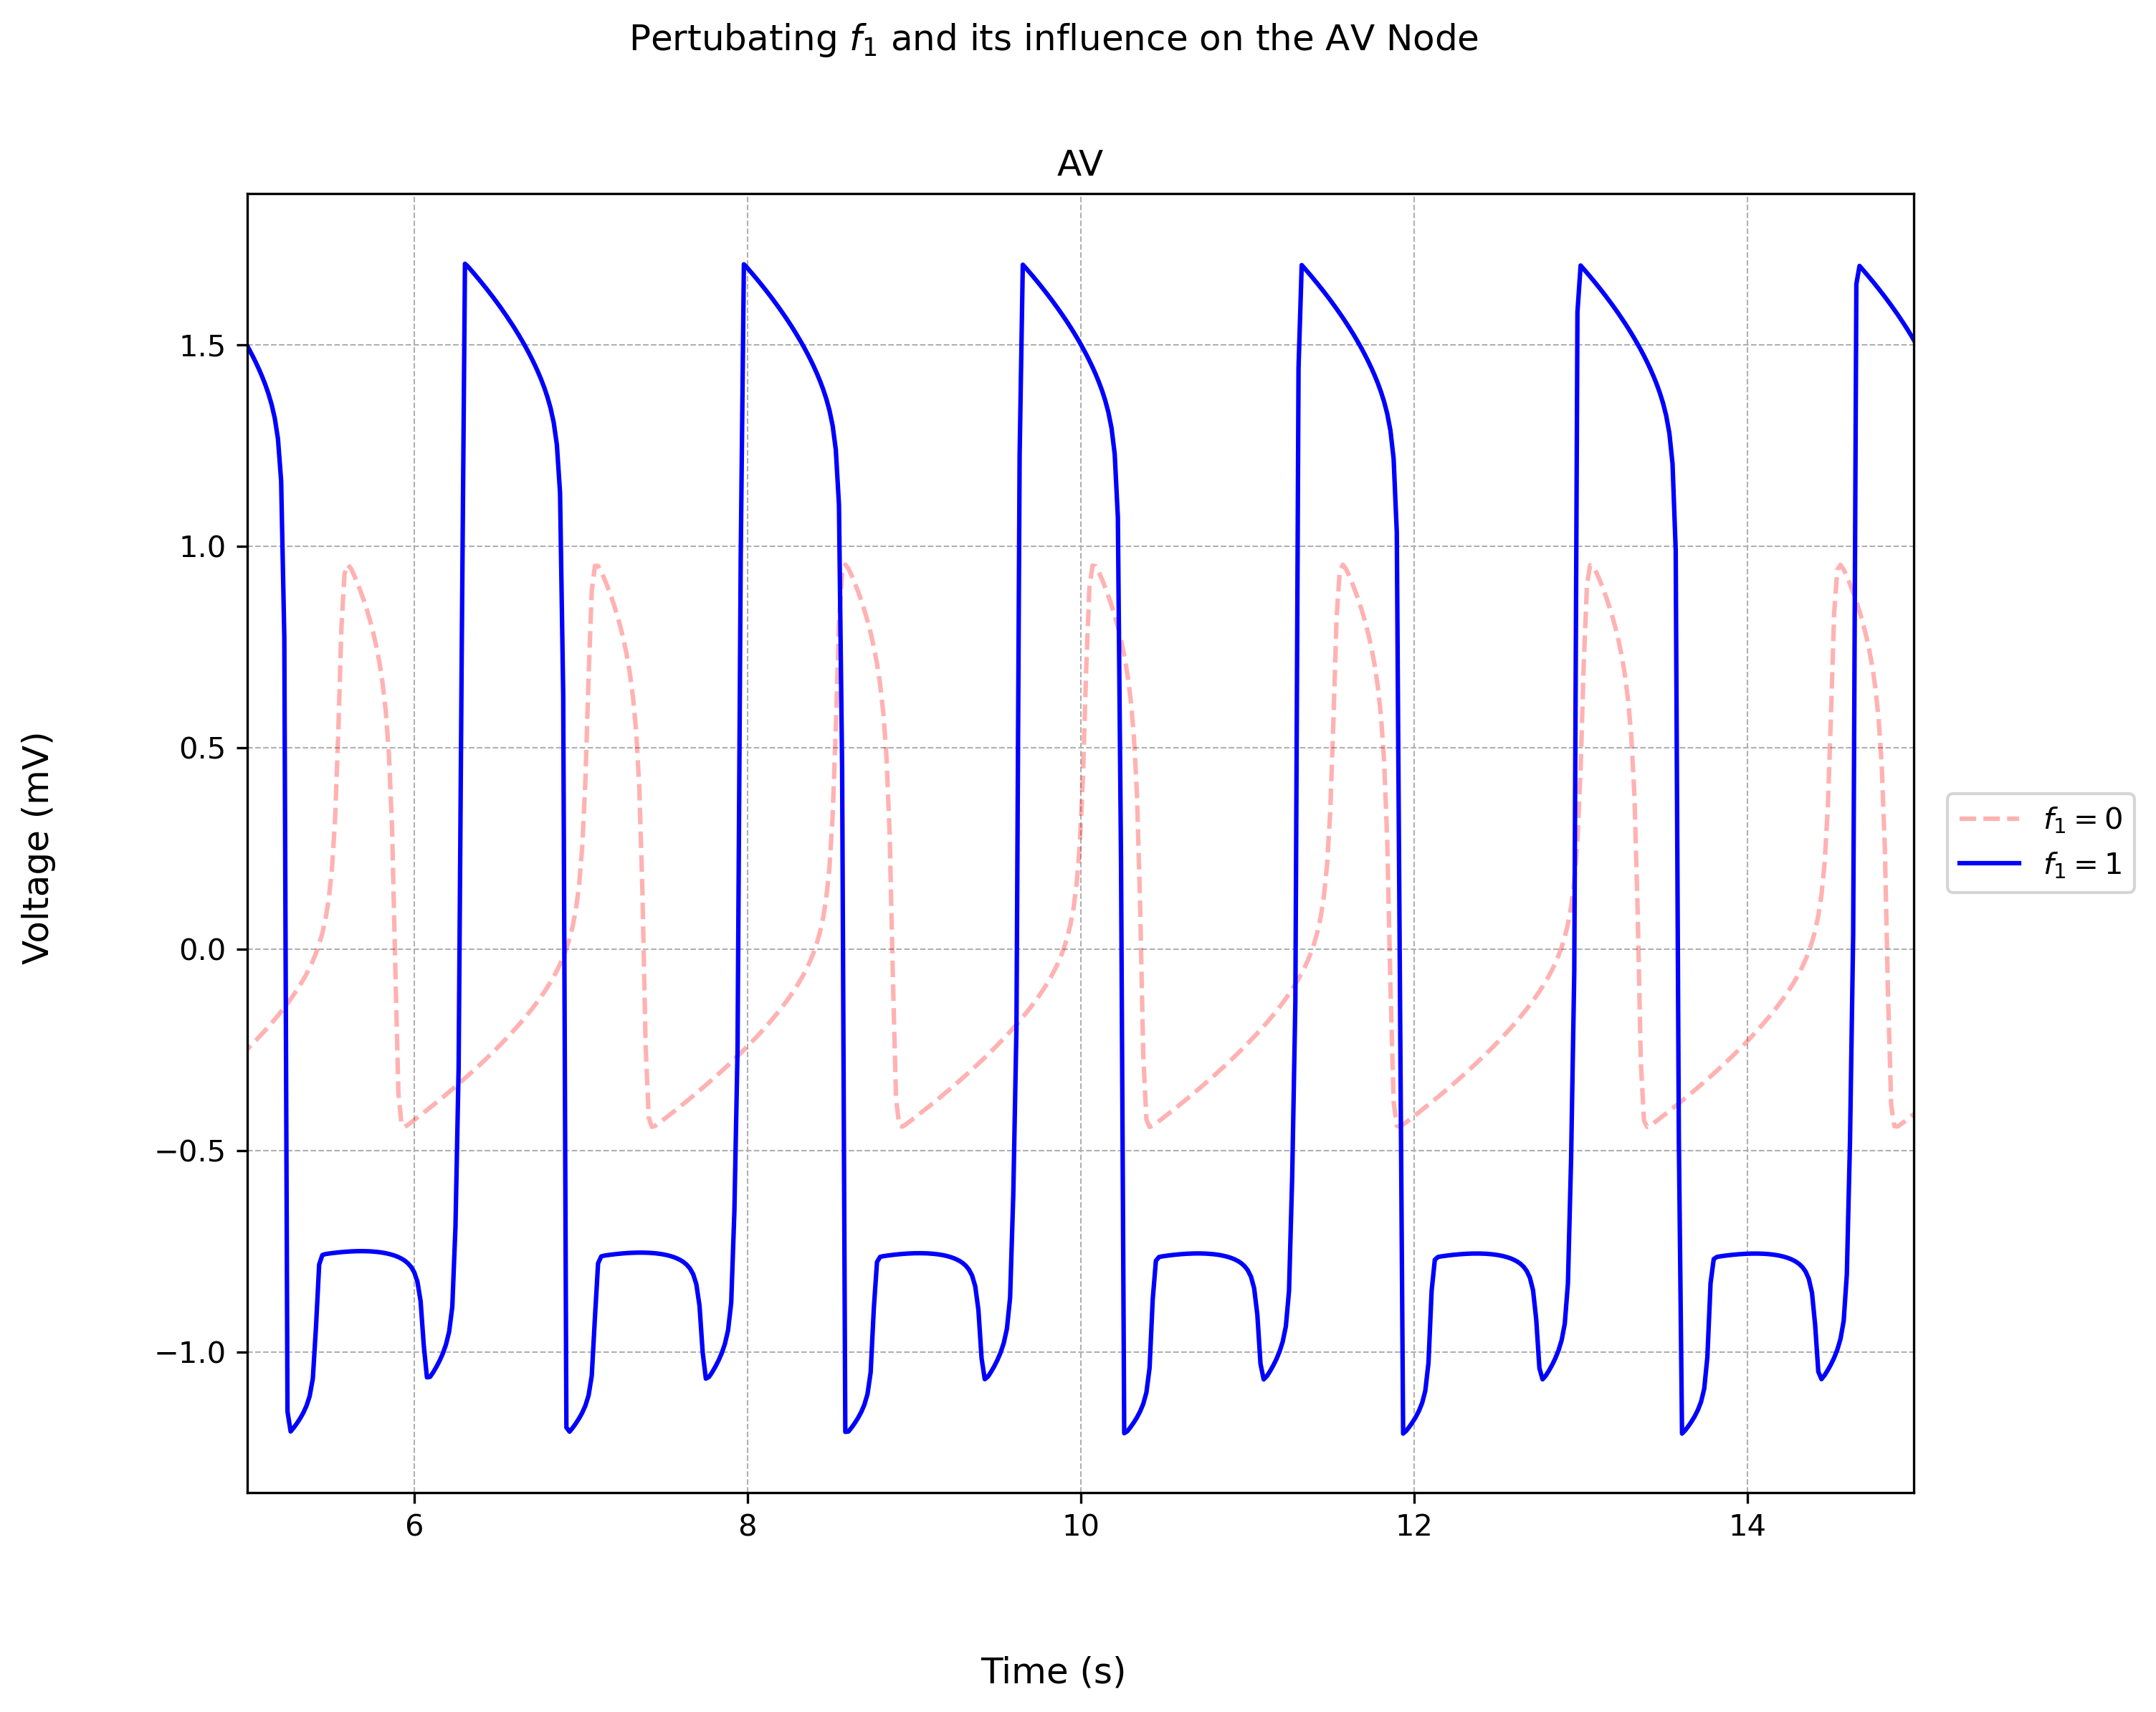 Pertubating f₁ and its influence on the AV Node
AV
Voltage (mV)
1.5
1.0
0.5
0.0
−0.5
−1.0
6 8 10 12 14
Time (s)
f₁ = 0
f₁ = 1